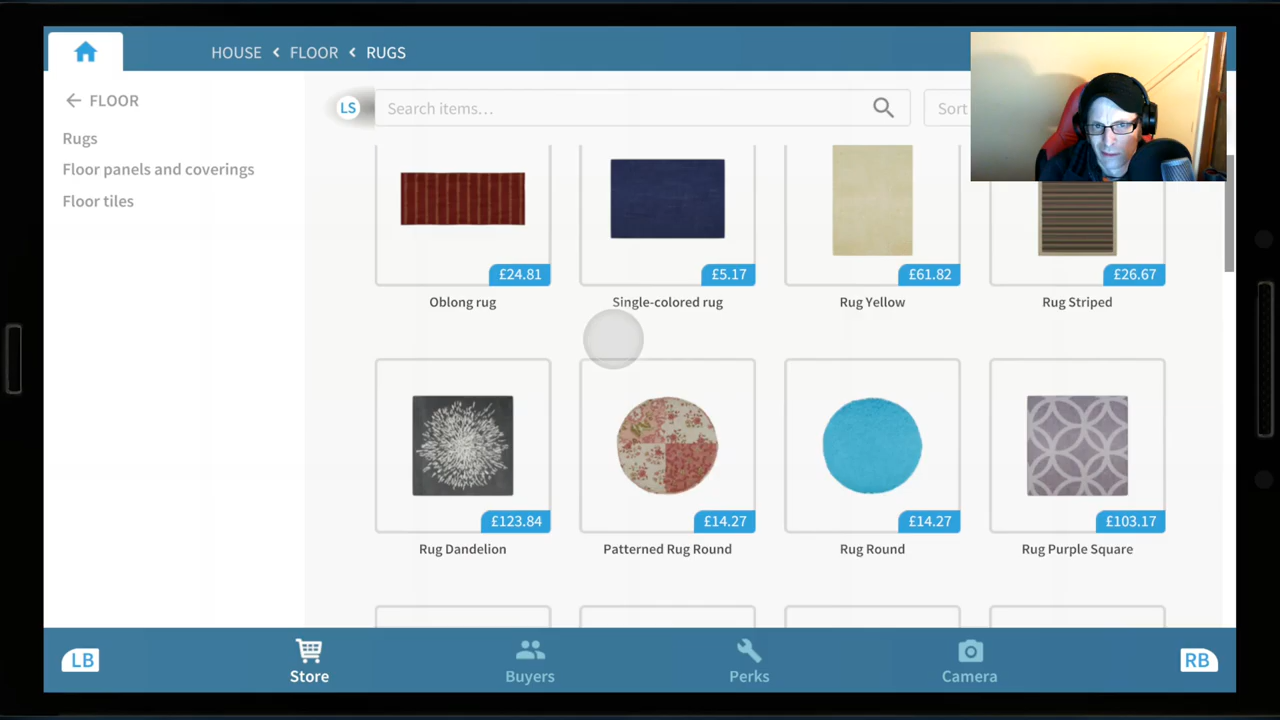 HOUSE < FLOOR < RUGS
FLOOR
Rugs
Floor panels and coverings
Floor tiles
LS
Search items...
Sort
£24.81
£5.17
£61.82
£26.67
Oblong rug
Single-colored rug
Rug Yellow
Rug Striped
£123.84
£14.27
£14.27
£103.17
Rug Dandelion
Patterned Rug Round
Rug Round
Rug Purple Square
LB
Store
Buyers
Perks
Camera
RB